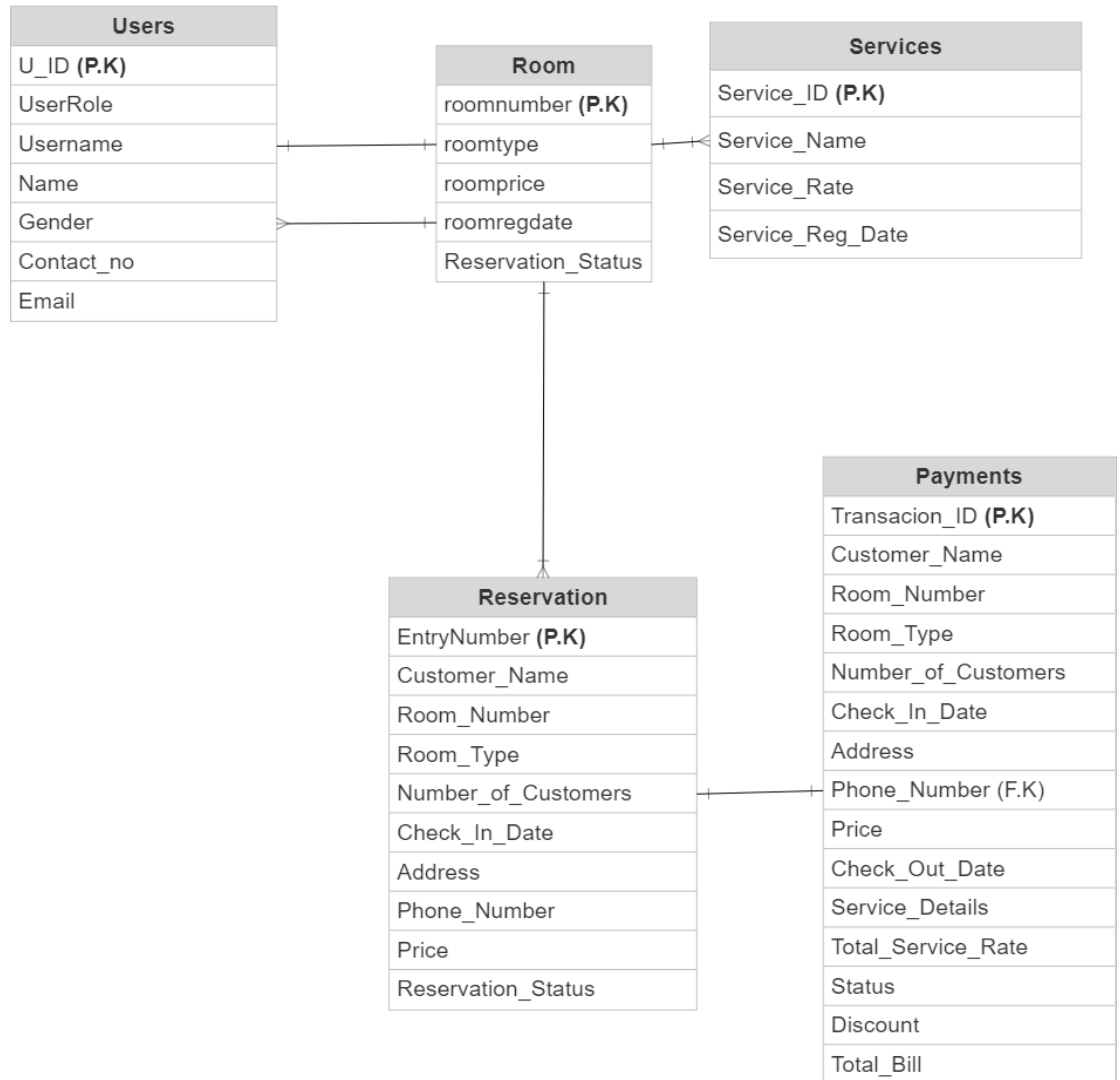 Users
U_ID (P.K)
UserRole
Username
Name
Gender
Contact_no
Email
Room
roomnumber (P.K)
roomtype
roomprice
roomregdate
Reservation_Status
Services
Service_ID (P.K)
Service_Name
Service_Rate
Service_Reg_Date
Reservation
EntryNumber (P.K)
Customer_Name
Room_Number
Room_Type
Number_of_Customers
Check_In_Date
Address
Phone_Number
Price
Reservation_Status
Payments
Transacion_ID (P.K)
Customer_Name
Room_Number
Room_Type
Number_of_Customers
Check_In_Date
Address
Phone_Number (F.K)
Price
Check_Out_Date
Service_Details
Total_Service_Rate
Status
Discount
Total_Bill